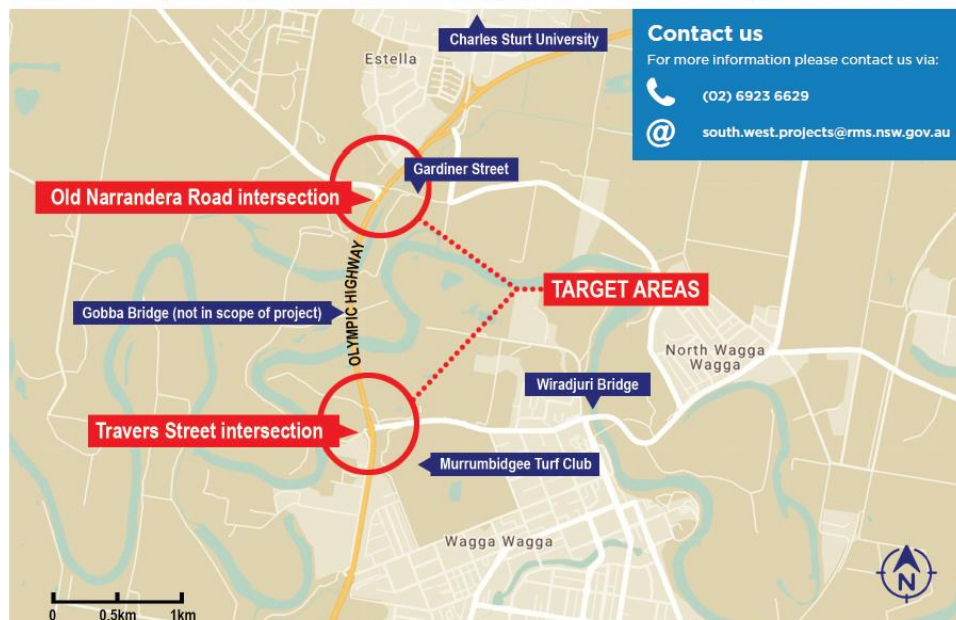 Charles Sturt University
Contact us
For more information please contact us via:
(02) 6923 6629
@ south.west.projects@rms.nsw.gov.au
Estella
Gardiner Street
Old Narrandera Road intersection
OLYMPIC HIGHWAY
TARGET AREAS
Gobba Bridge (not in scope of project)
North Wagga
Wagga
Wiradjuri Bridge
Travers Street intersection
Murrumbidgee Turf Club
Wagga Wagga
N
0 0.5km 1km